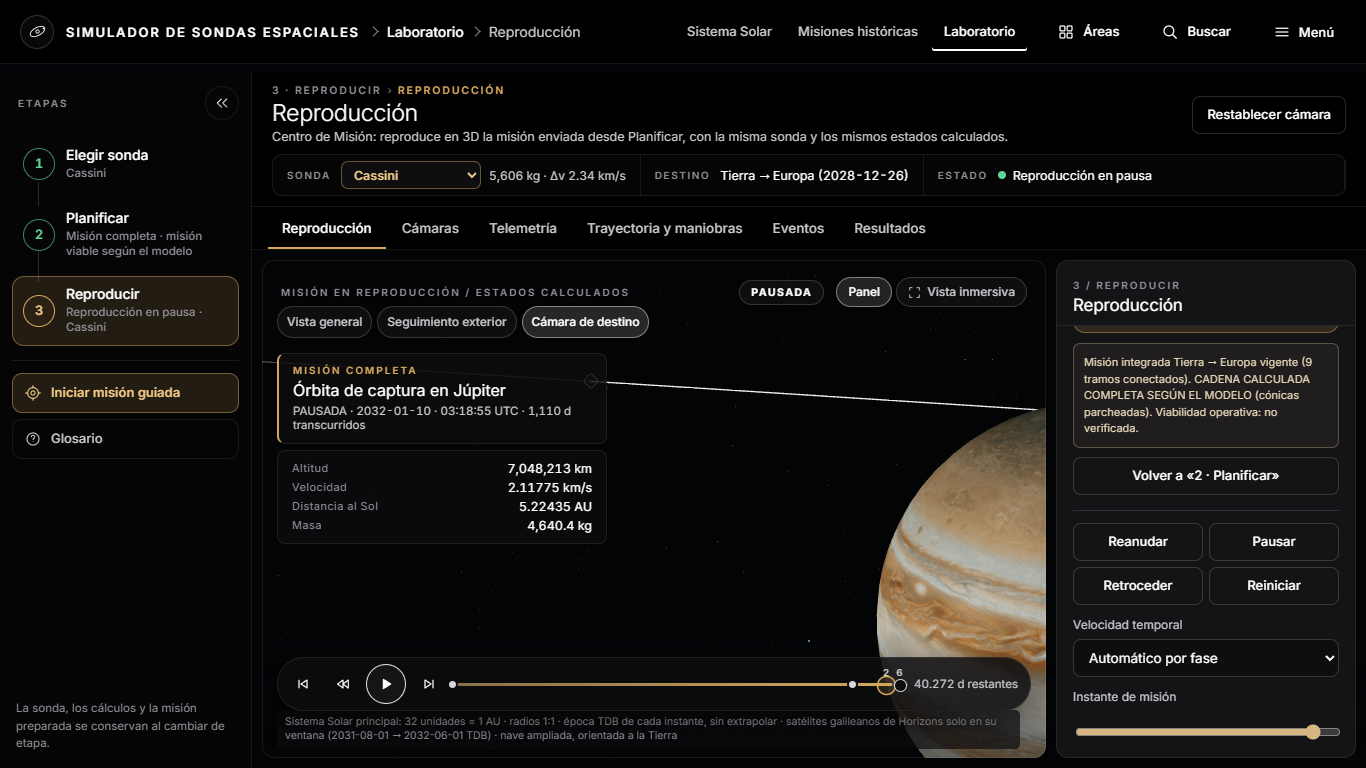 SIMULADOR DE SONDAS ESPACIALES > Laboratorio > Reproducción
Sistema Solar
Misiones históricas
Laboratorio
Áreas
Buscar
Menú
ETAPAS
1
Elegir sonda
Cassini
2
Planificar
Misión completa · misión
viable según el modelo
3
Reproducir
Reproducción en pausa ·
Cassini
Iniciar misión guiada
Glosario
La sonda, los cálculos y la misión
preparada se conservan al cambiar de
etapa.
3 · REPRODUCIR › REPRODUCCIÓN
Reproducción
Centro de Misión: reproduce en 3D la misión enviada desde Planificar, con la misma sonda y los mismos estados calculados.
Restablecer cámara
SONDA
Cassini
5,606 kg · Δv 2.34 km/s
DESTINO
Tierra → Europa (2028-12-26)
ESTADO
Reproducción en pausa
Reproducción
Cámaras
Telemetría
Trayectoria y maniobras
Eventos
Resultados
MISIÓN EN REPRODUCCIÓN / ESTADOS CALCULADOS
PAUSADA
Panel
Vista inmersiva
Vista general
Seguimiento exterior
Cámara de destino
MISIÓN COMPLETA
Órbita de captura en Júpiter
PAUSADA · 2032-01-10 · 03:18:55 UTC · 1,110 d
transcurridos
Altitud 7,048,213 km
Velocidad 2.11775 km/s
Distancia al Sol 5.22435 AU
Masa 4,640.4 kg
2 6
40.272 d restantes
Sistema Solar principal: 32 unidades = 1 AU · radios 1:1 · época TDB de cada instante, sin extrapolar · satélites galileanos de Horizons solo en su
ventana (2031-08-01 → 2032-06-01 TDB) · nave ampliada, orientada a la Tierra
3 / REPRODUCIR
Reproducción
Misión integrada Tierra → Europa vigente (9
tramos conectados). CADENA CALCULADA
COMPLETA SEGÚN EL MODELO (cónicas
parcheadas). Viabilidad operativa: no
verificada.
Volver a «2 · Planificar»
Reanudar
Pausar
Retroceder
Reiniciar
Velocidad temporal
Automático por fase
Instante de misión